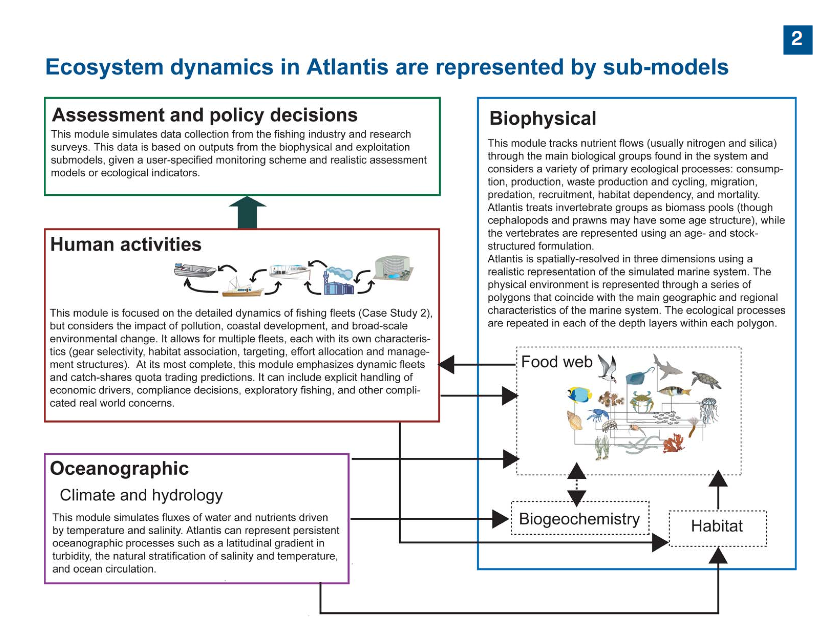 2
Ecosystem dynamics in Atlantis are represented by sub-models
Assessment and policy decisions
This module simulates data collection from the fishing industry and research
surveys. This data is based on outputs from the biophysical and exploitation
submodels, given a user-specified monitoring scheme and realistic assessment
models or ecological indicators.
Human activities
This module is focused on the detailed dynamics of fishing fleets (Case Study 2),
but considers the impact of pollution, coastal development, and broad-scale
environmental change. It allows for multiple fleets, each with its own characteris-
tics (gear selectivity, habitat association, targeting, effort allocation and manage-
ment structures). At its most complete, this module emphasizes dynamic fleets
and catch-shares quota trading predictions. It can include explicit handling of
economic drivers, compliance decisions, exploratory fishing, and other compli-
cated real world concerns.
Oceanographic
Climate and hydrology
This module simulates fluxes of water and nutrients driven
by temperature and salinity. Atlantis can represent persistent
oceanographic processes such as a latitudinal gradient in
turbidity, the natural stratification of salinity and temperature,
and ocean circulation.
Biophysical
This module tracks nutrient flows (usually nitrogen and silica)
through the main biological groups found in the system and
considers a variety of primary ecological processes: consump-
tion, production, waste production and cycling, migration,
predation, recruitment, habitat dependency, and mortality.
Atlantis treats invertebrate groups as biomass pools (though
cephalopods and prawns may have some age structure), while
the vertebrates are represented using an age- and stock-
structured formulation.
Atlantis is spatially-resolved in three dimensions using a
realistic representation of the simulated marine system. The
physical environment is represented through a series of
polygons that coincide with the main geographic and regional
characteristics of the marine system. The ecological processes
are repeated in each of the depth layers within each polygon.
Food web
Biogeochemistry
Habitat